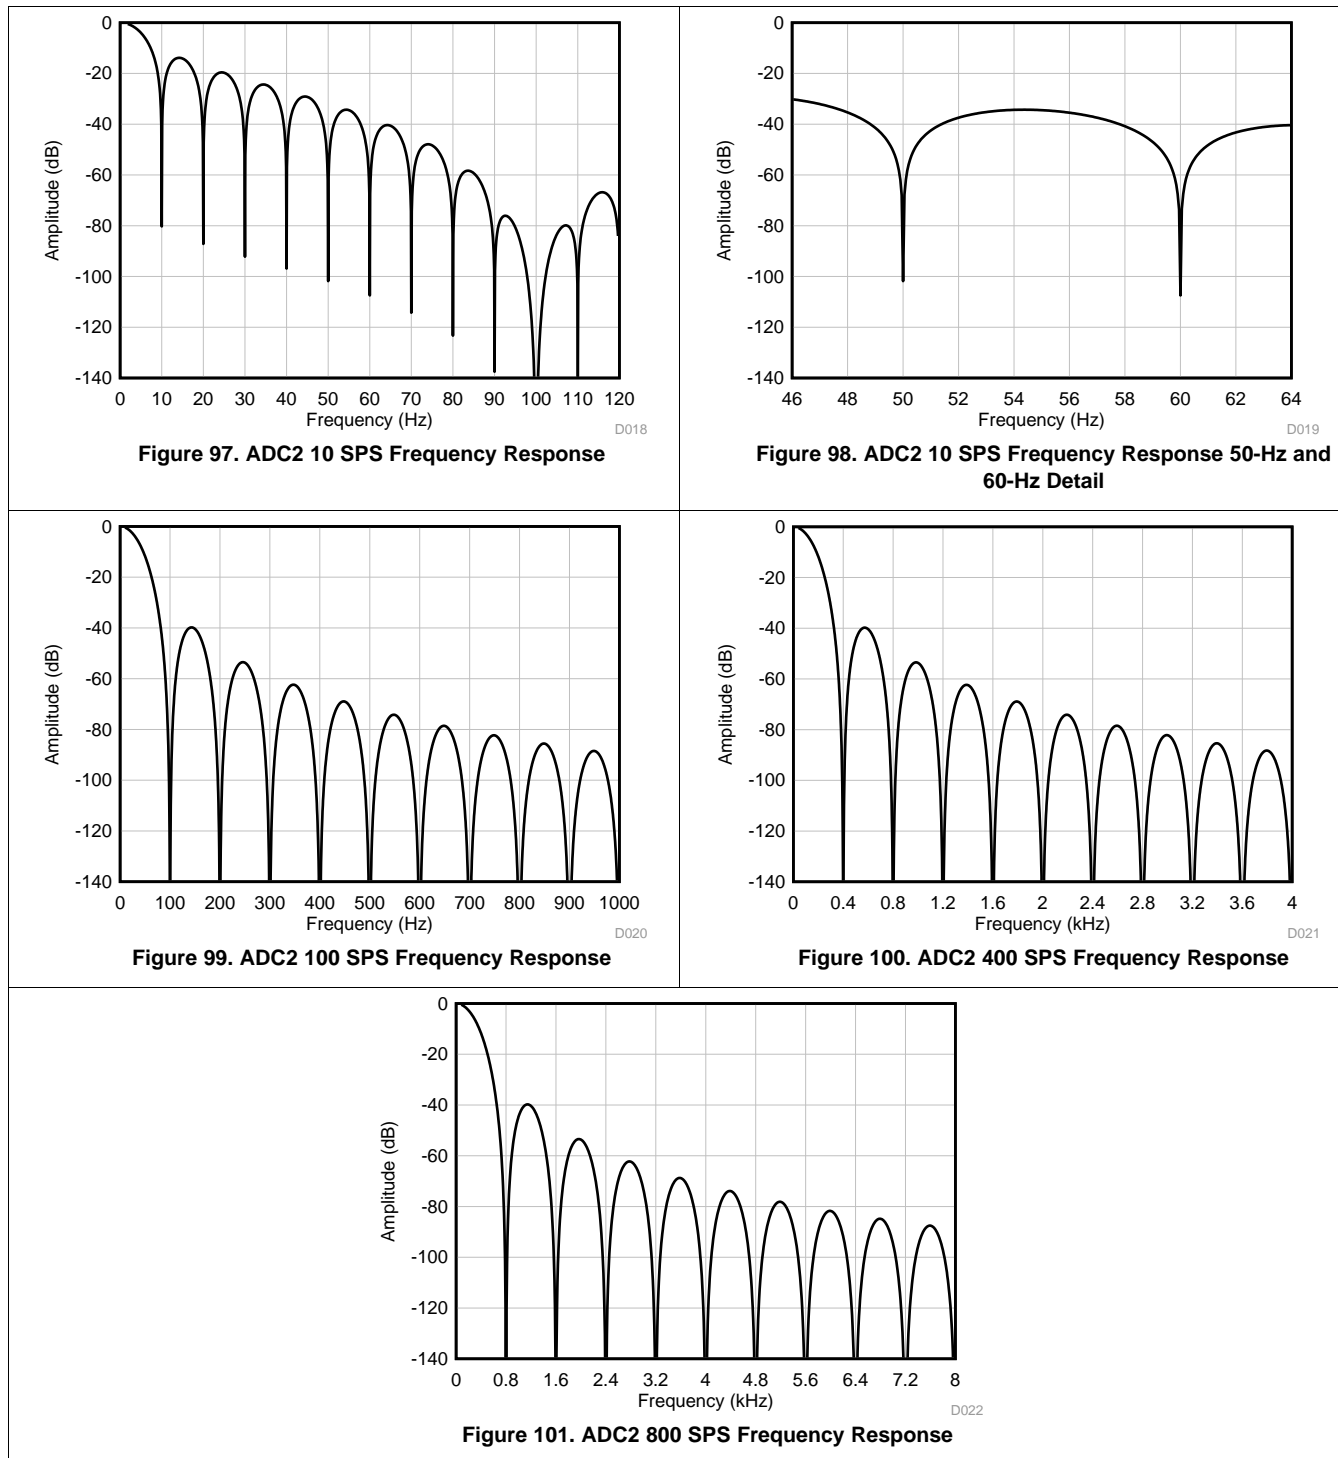 0
-20
-40
-60
-80
-100
-120
-140
Amplitude (dB)
0 10 20 30 40 50 60 70 80 90 100 110 120
Frequency (Hz)
D018
Figure 97. ADC2 10 SPS Frequency Response
0
-20
-40
-60
-80
-100
-120
-140
Amplitude (dB)
46 48 50 52 54 56 58 60 62 64
Frequency (Hz)
D019
Figure 98. ADC2 10 SPS Frequency Response 50-Hz and
60-Hz Detail
0
-20
-40
-60
-80
-100
-120
-140
Amplitude (dB)
0 100 200 300 400 500 600 700 800 900 1000
Frequency (Hz)
D020
Figure 99. ADC2 100 SPS Frequency Response
0
-20
-40
-60
-80
-100
-120
-140
Amplitude (dB)
0 0.4 0.8 1.2 1.6 2 2.4 2.8 3.2 3.6 4
Frequency (kHz)
D021
Figure 100. ADC2 400 SPS Frequency Response
0
-20
-40
-60
-80
-100
-120
-140
Amplitude (dB)
0 0.8 1.6 2.4 3.2 4 4.8 5.6 6.4 7.2 8
Frequency (kHz)
D022
Figure 101. ADC2 800 SPS Frequency Response